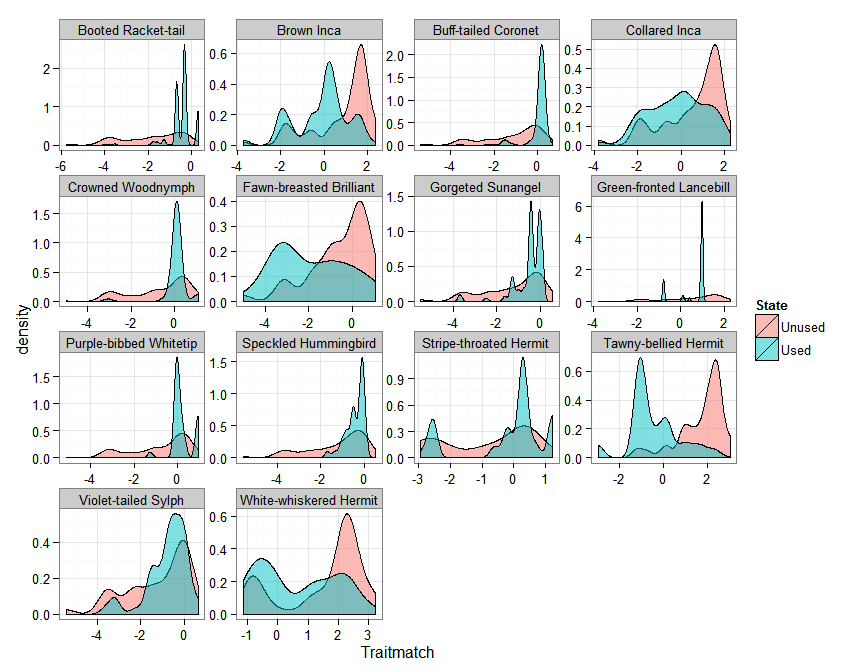 Booted Racket-tail Brown Inca Buff-tailed Coronet Collared Inca
2 1 0
0.6 0.4 0.2 0.0
2.0 1.5 1.0 0.5 0.0
0.5 0.4 0.3 0.2 0.1 0.0
-6 -4 -2 0
-4 -2 0 2
-4 -2 0
-4 -2 0 2
Crowned Woodnymph Fawn-breasted Brilliant Gorgeted Sunangel Green-fronted Lancebill
1.5 1.0 0.5 0.0
0.4 0.3 0.2 0.1 0.0
1.5 1.0 0.5 0.0
6 4 2 0
-4 -2 0
-4 -2 0
-4 -2 0
-4 -2 0 2
density
State
Unused
Used
Purple-bibbed Whitetip Speckled Hummingbird Stripe-throated Hermit Tawny-bellied Hermit
1.5 1.0 0.5 0.0
1.5 1.0 0.5 0.0
0.9 0.6 0.3 0.0
0.6 0.4 0.2 0.0
-4 -2 0
-4 -2 0
-3 -2 -1 0 1
-2 0 2
Violet-tailed Sylph White-whiskered Hermit
0.4 0.2 0.0
0.6 0.4 0.2 0.0
-4 -2 0
-1 0 1 2 3
Traitmatch